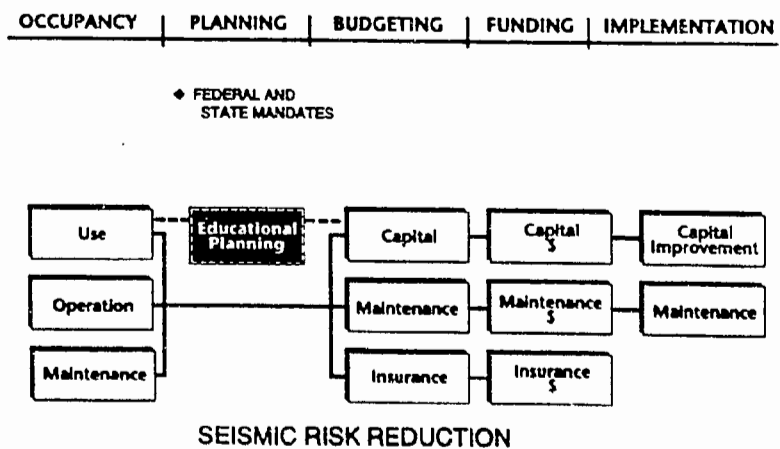 OCCUPANCY PLANNING BUDGETING FUNDING IMPLEMENTATION
◆ FEDERAL AND
STATE MANDATES
Use
Educational
Planning
Capital
Capital
$
Capital
Improvement
Operation
Maintenance
Maintenance
$
Maintenance
Maintenance
Insurance
Insurance
$
SEISMIC RISK REDUCTION